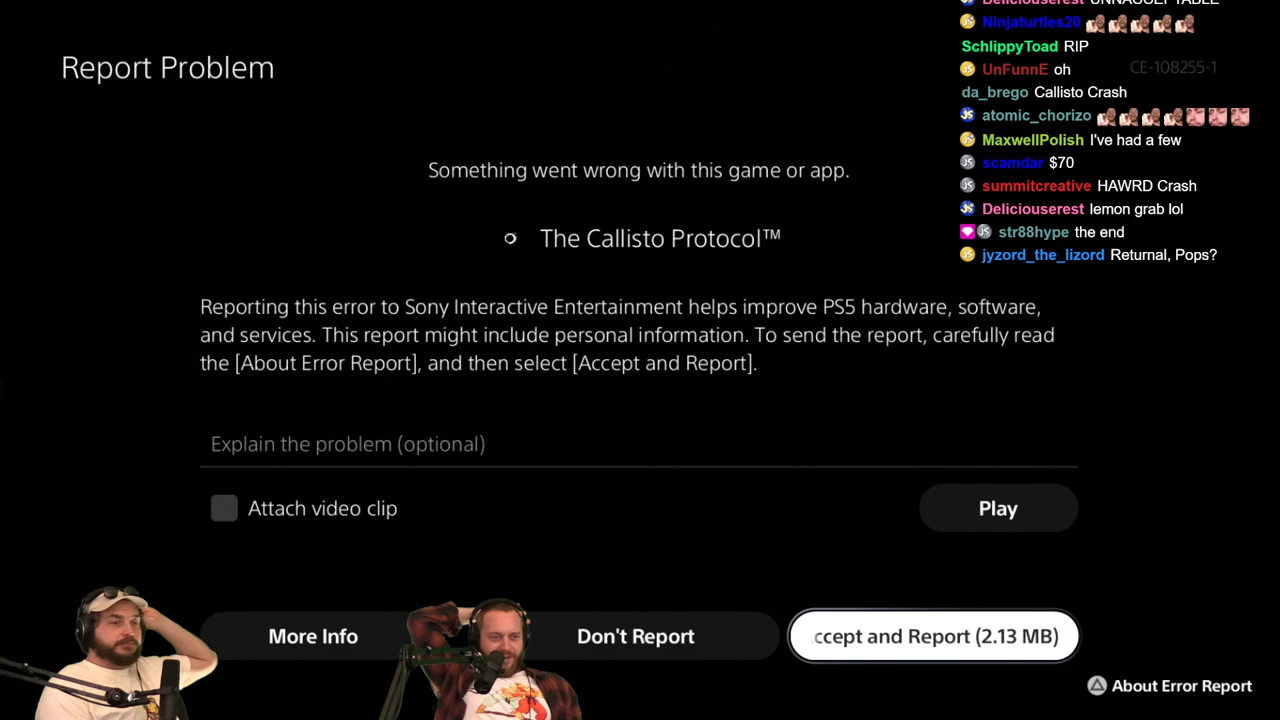 Deliciouserest UNACCEPTABLE
Ninjaturtles20
SchlippyToad RIP
UnFunnE oh
da_brego Callisto Crash
atomic_chorizo
MaxwellPolish I've had a few
scamdar $70
summitcreative HAWRD Crash
Deliciouserest lemon grab lol
str88hype the end
jyzord_the_lizord Returnal, Pops?
CE-108255-1
Report Problem
Something went wrong with this game or app.
The Callisto Protocol™
Reporting this error to Sony Interactive Entertainment helps improve PS5 hardware, software,
and services. This report might include personal information. To send the report, carefully read
the [About Error Report], and then select [Accept and Report].
Explain the problem (optional)
Attach video clip
Play
More Info
Don't Report
ccept and Report (2.13 MB)
About Error Report